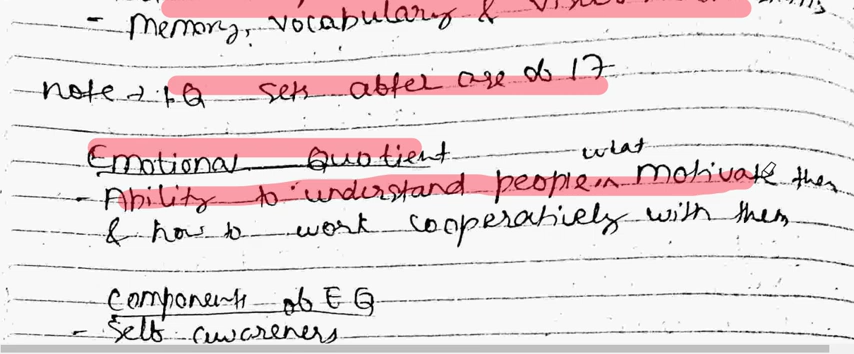 - Memory, vocabulary & visual
note → IQ sets after age of 17
Emotional Quotient
- Ability to understand people, what motivate them
& how to work cooperatively with them
Components of EQ
- Self awareness